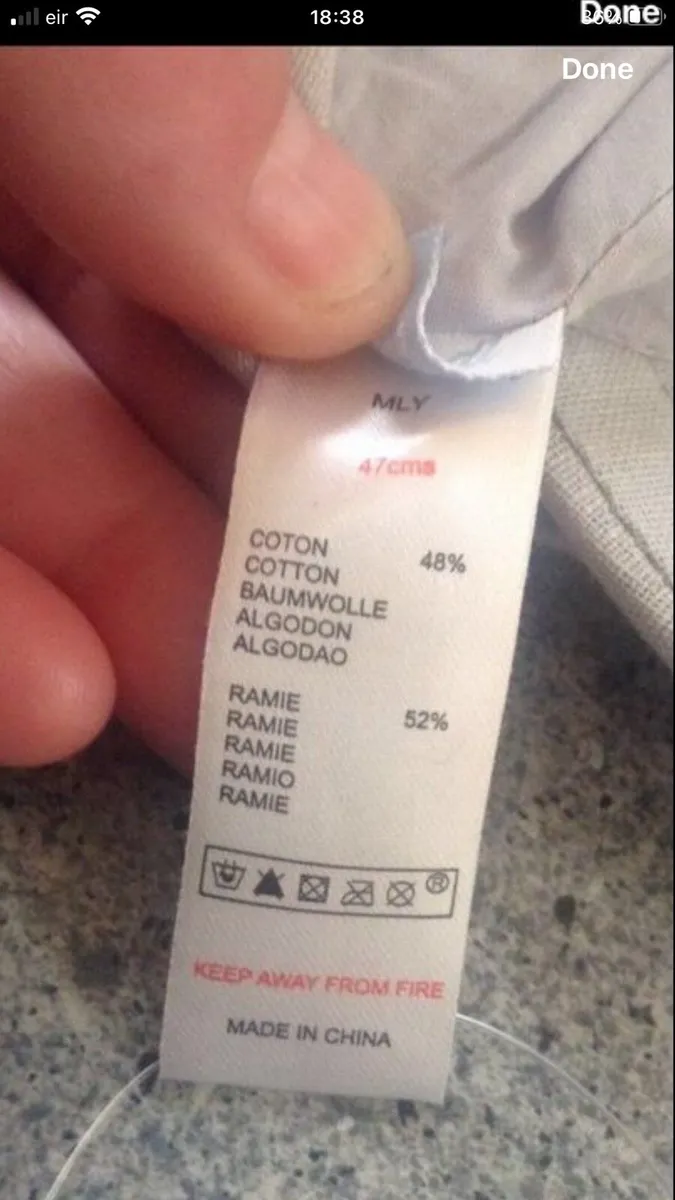 eir 18:38 Done
Done
MLY
47cms
COTON
COTTON 48%
BAUMWOLLE
ALGODON
ALGODAO
RAMIE
RAMIE 52%
RAMIE
RAMIO
RAMIE
®
KEEP AWAY FROM FIRE
MADE IN CHINA